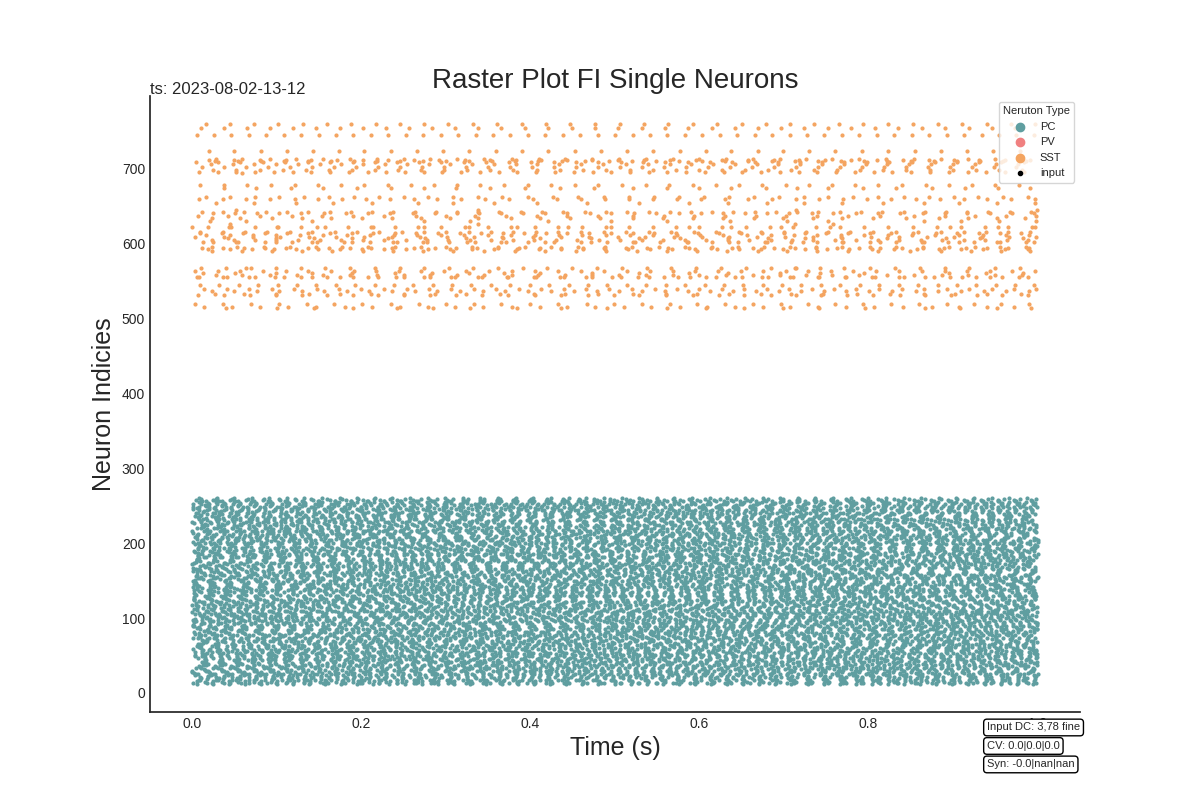 Raster Plot FI Single Neurons
ts: 2023-08-02-13-12
Neruton Type
PC
PV
SST
input
Neuron Indicies
700
600
500
400
300
200
100
0
0.0
0.2
0.4
0.6
0.8
Time (s)
Input DC: 3,78 fine
CV: 0.0|0.0|0.0
Syn: -0.0|nan|nan